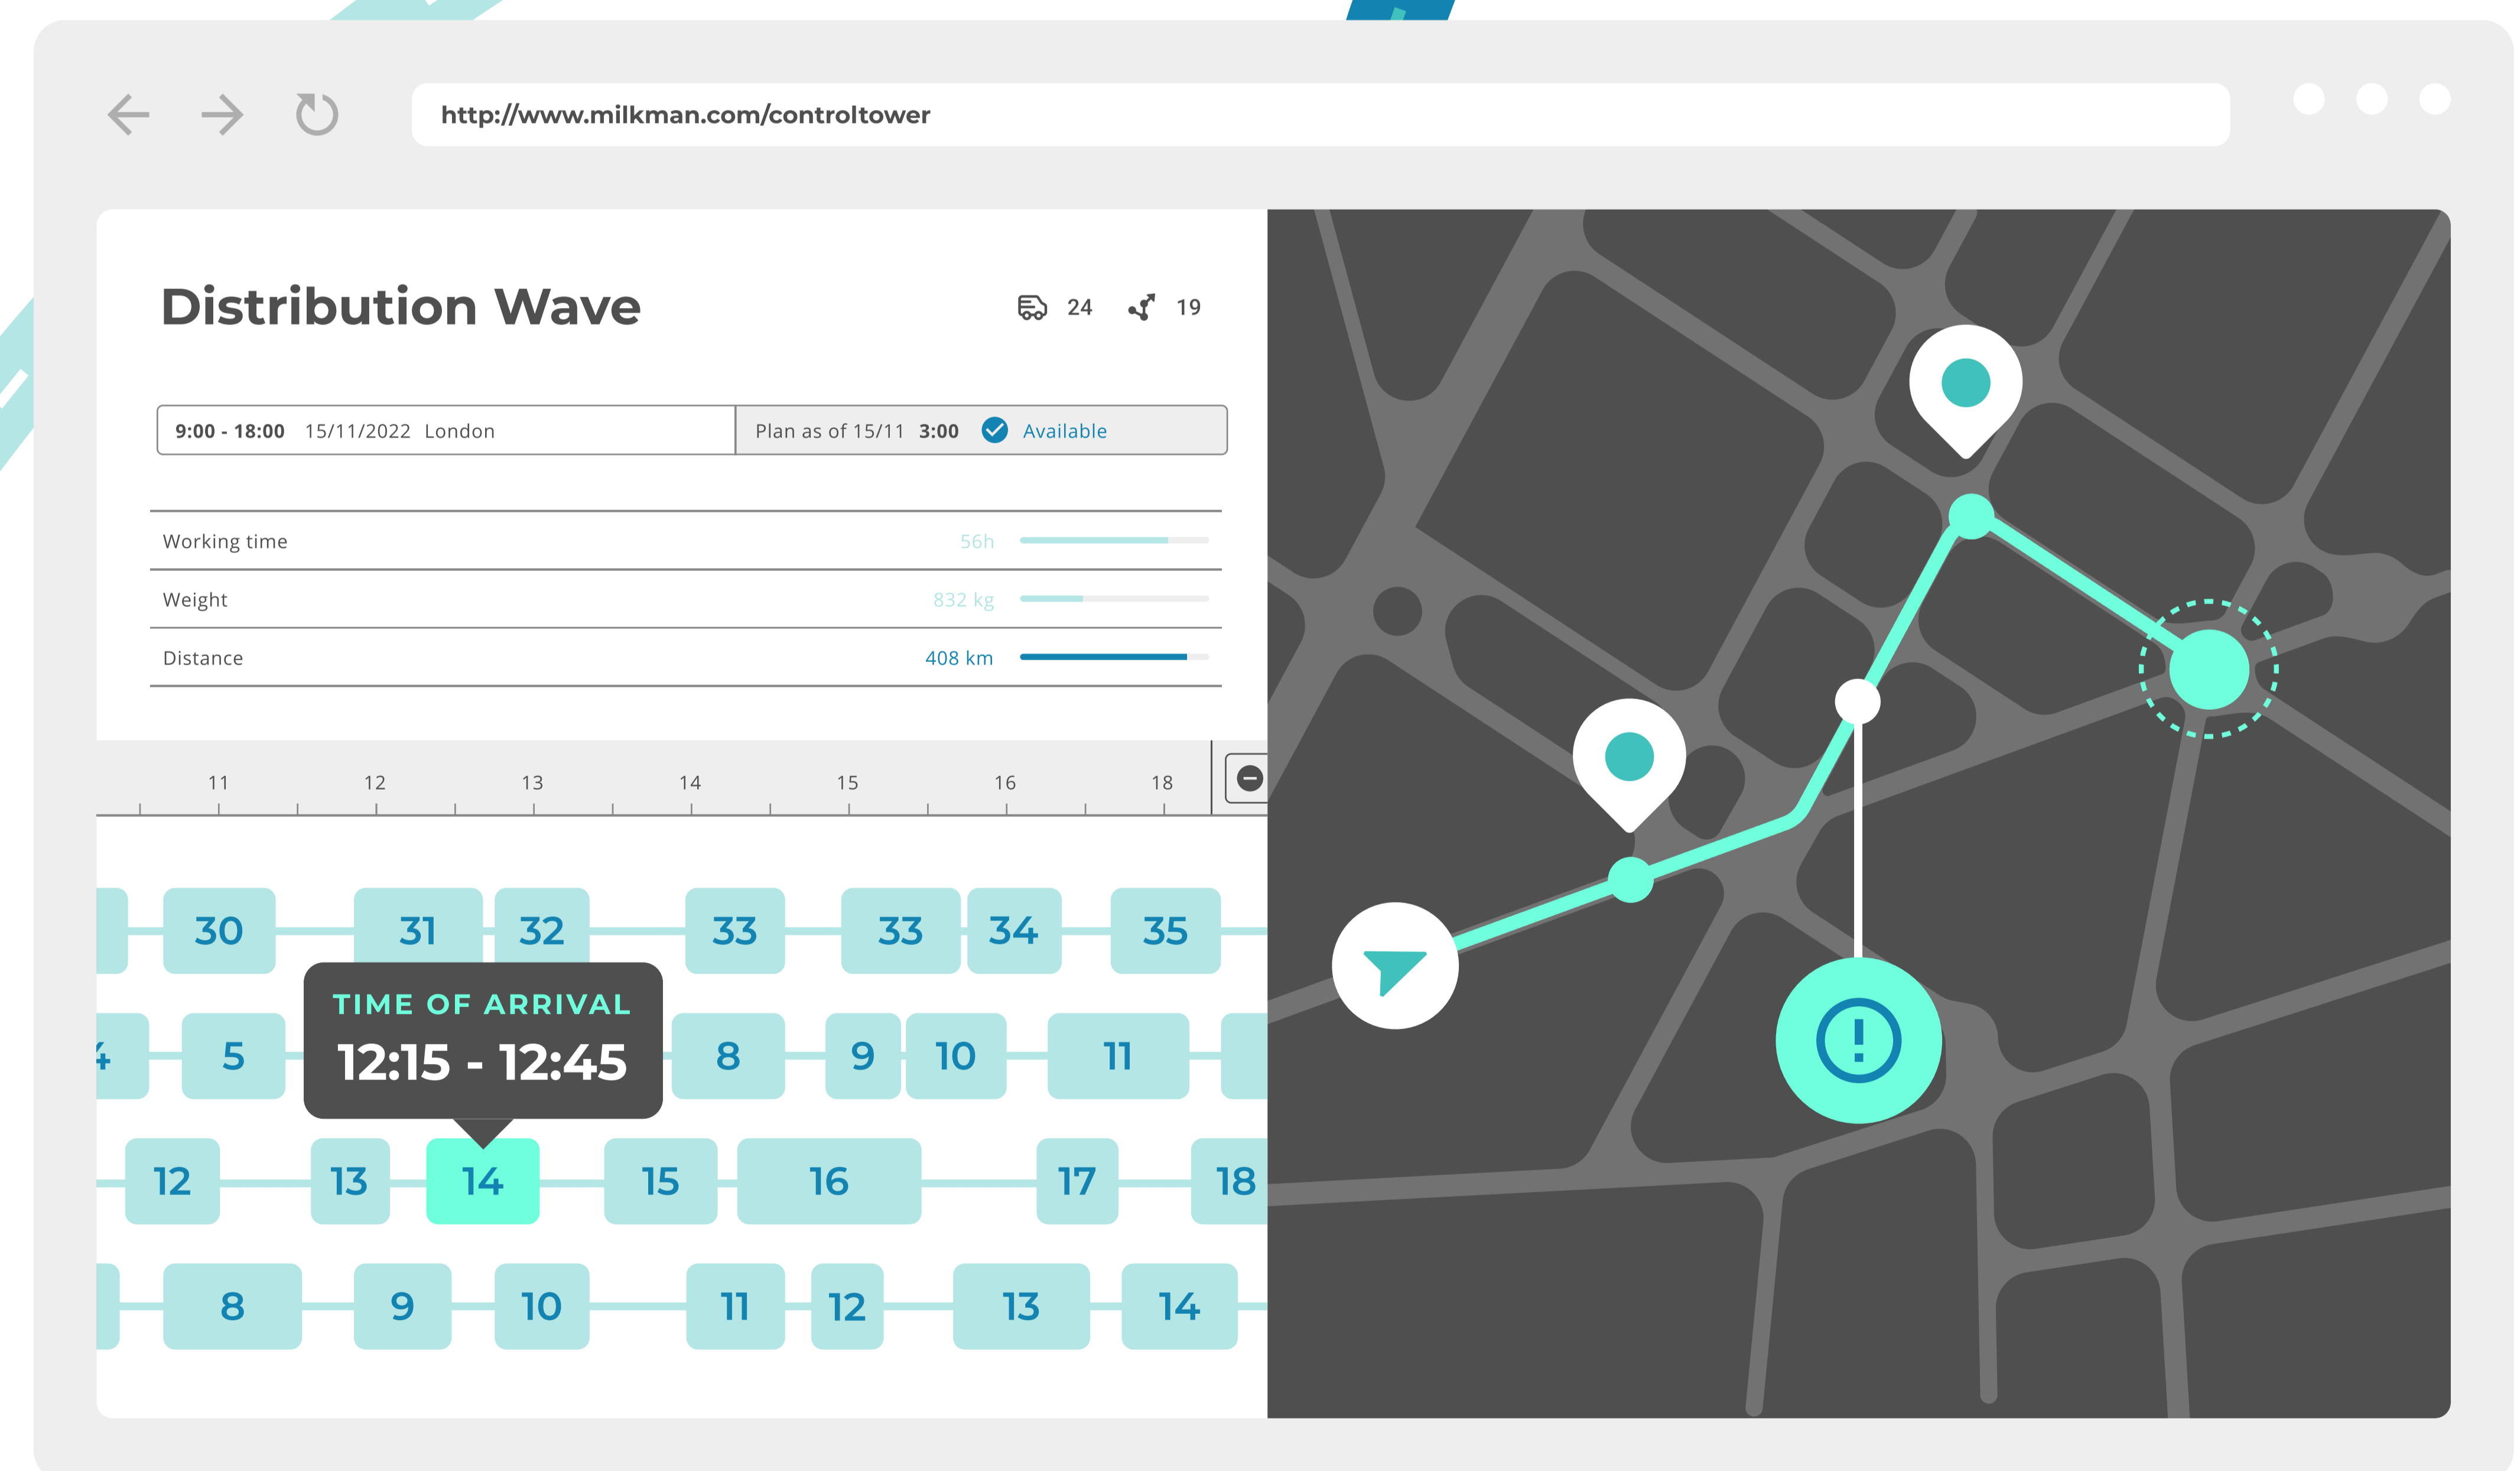 http://www.milkman.com/controltower
Distribution Wave 24 19
9:00 - 18:00 15/11/2022 London Plan as of 15/11 3:00 Available
Working time 56h
Weight 832 kg
Distance 408 km
11 12 13 14 15 16 18
30 31 32 33 33 34 35
TIME OF ARRIVAL
12:15 - 12:45
4 5 8 9 10 11
12 13 14 15 16 17 18
8 9 10 11 12 13 14